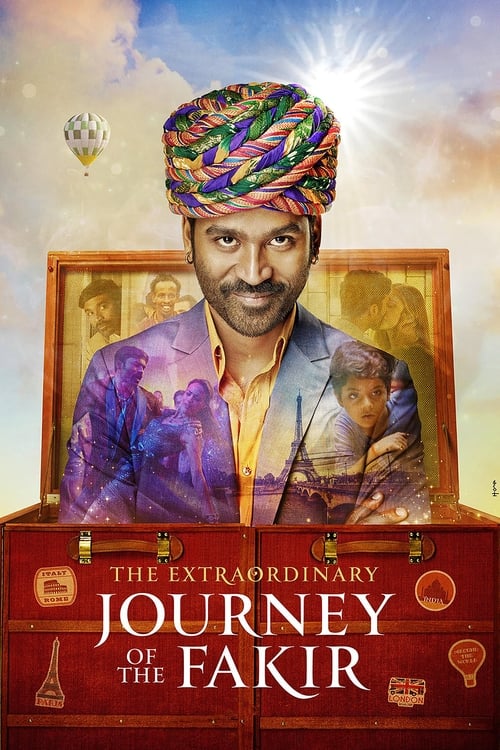 THE EXTRAORDINARY
JOURNEY
OF THE FAKIR
ITALY
ROME
PARIS
INDIA
LONDON